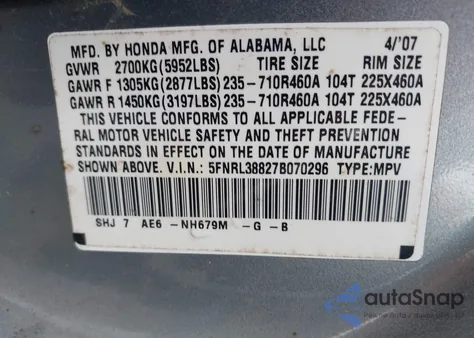 MFD. BY HONDA MFG. OF ALABAMA, LLC 4/'07
GVWR 2700KG (5952LBS) TIRE SIZE RIM SIZE
GAWR F 1305KG (2877LBS) 235-710R460A 104T 225X460A
GAWR R 1450KG (3197LBS) 235-710R460A 104T 225X460A
THIS VEHICLE CONFORMS TO ALL APPLICABLE FEDE-
RAL MOTOR VEHICLE SAFETY AND THEFT PREVENTION
STANDARDS IN EFFECT ON THE DATE OF MANUFACTURE
SHOWN ABOVE. V.I.N.: 5FNRL38827B070296 TYPE:MPV
SHJ 7 AE6 -NH679M -G -B
autoSnap